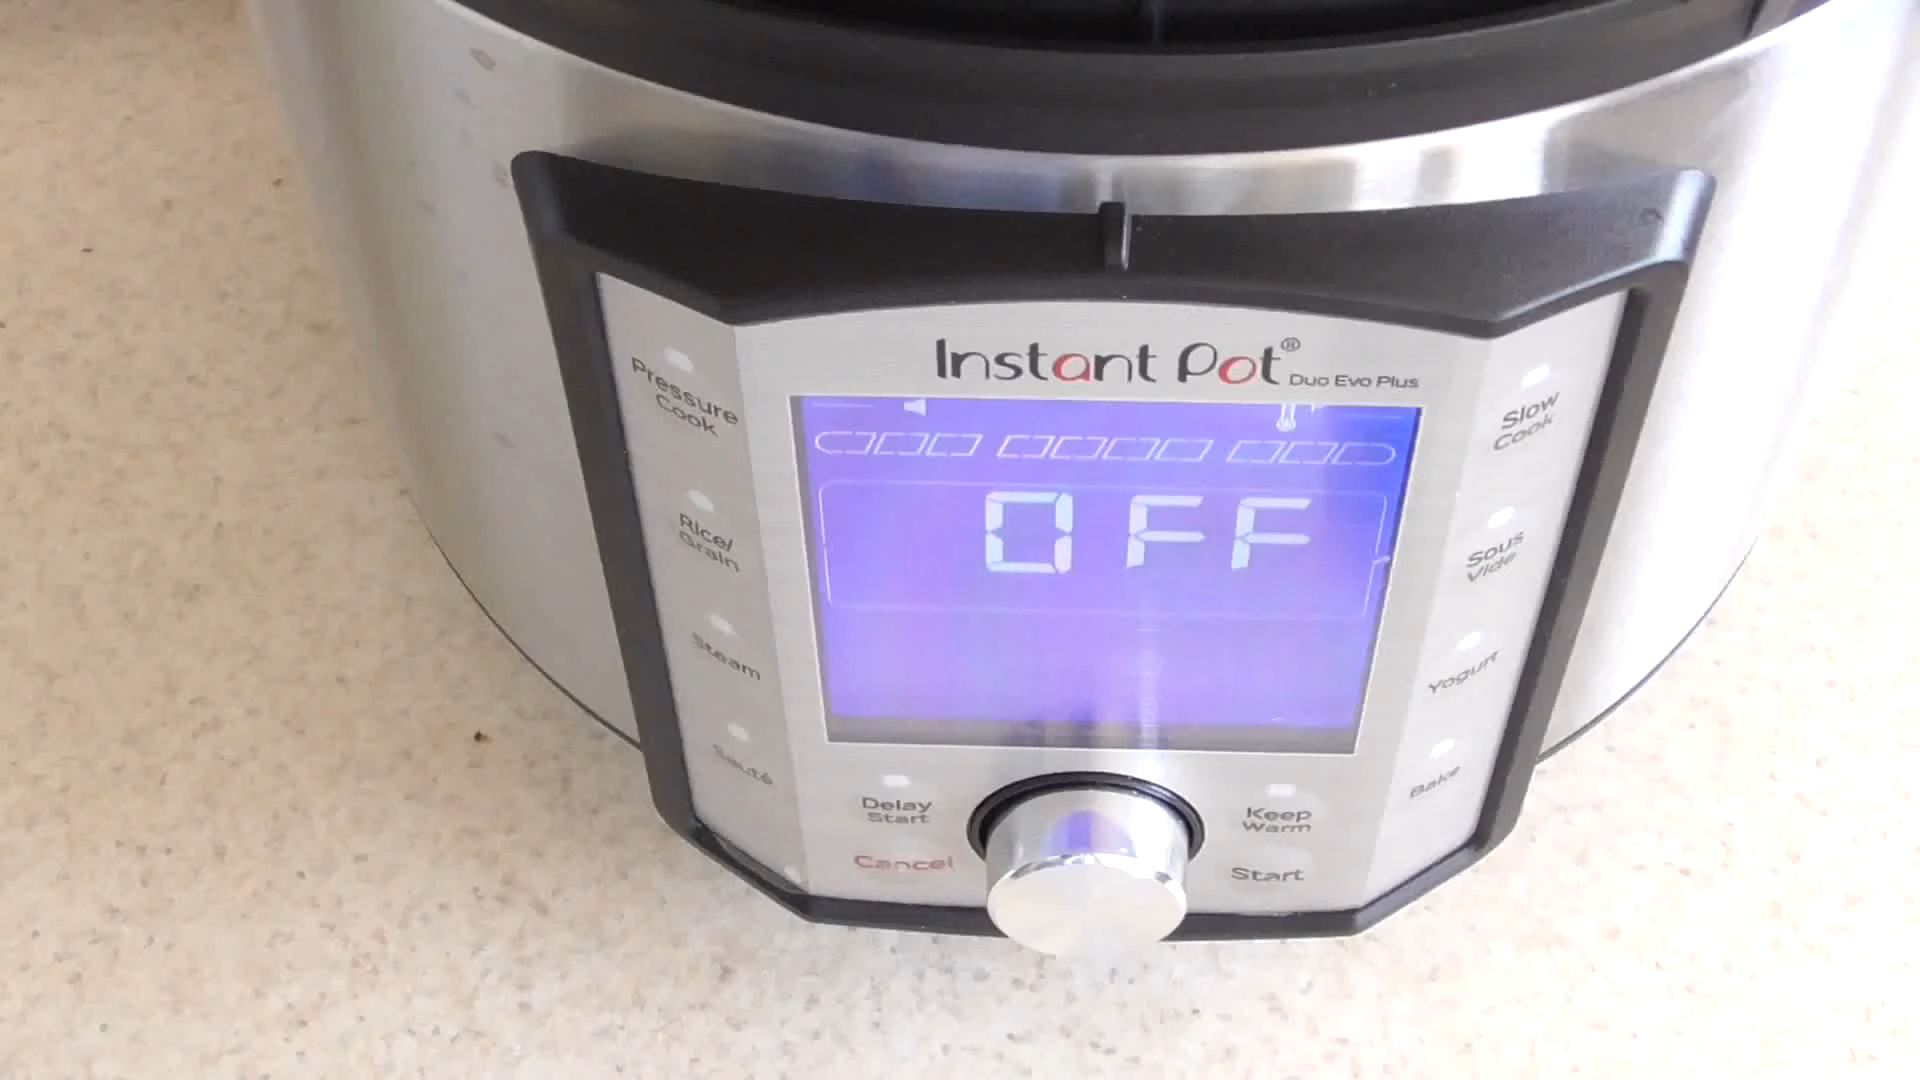 Instant Pot®
Duo Evo Plus
OFF
Pressure
Cook
Rice/
Grain
Steam
Sauté
Slow
Cook
Sous
Vide
Yogurt
Bake
Delay
Start
Cancel
Keep
Warm
Start